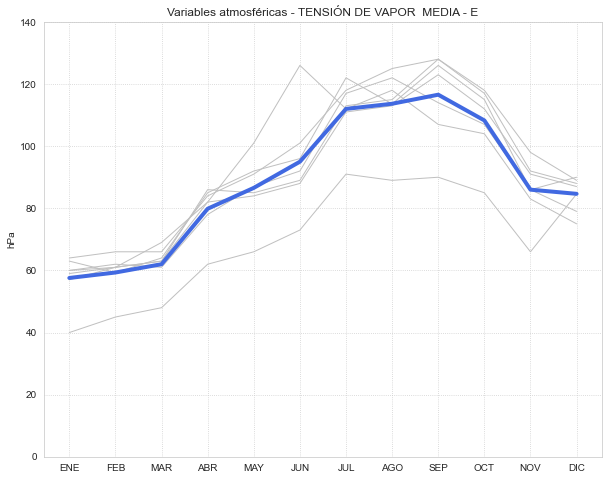 Variables atmosféricas - TENSIÓN DE VAPOR  MEDIA - E
140
120
100
80
60
40
20
0
hPa
ENE FEB MAR ABR MAY JUN JUL AGO SEP OCT NOV DIC